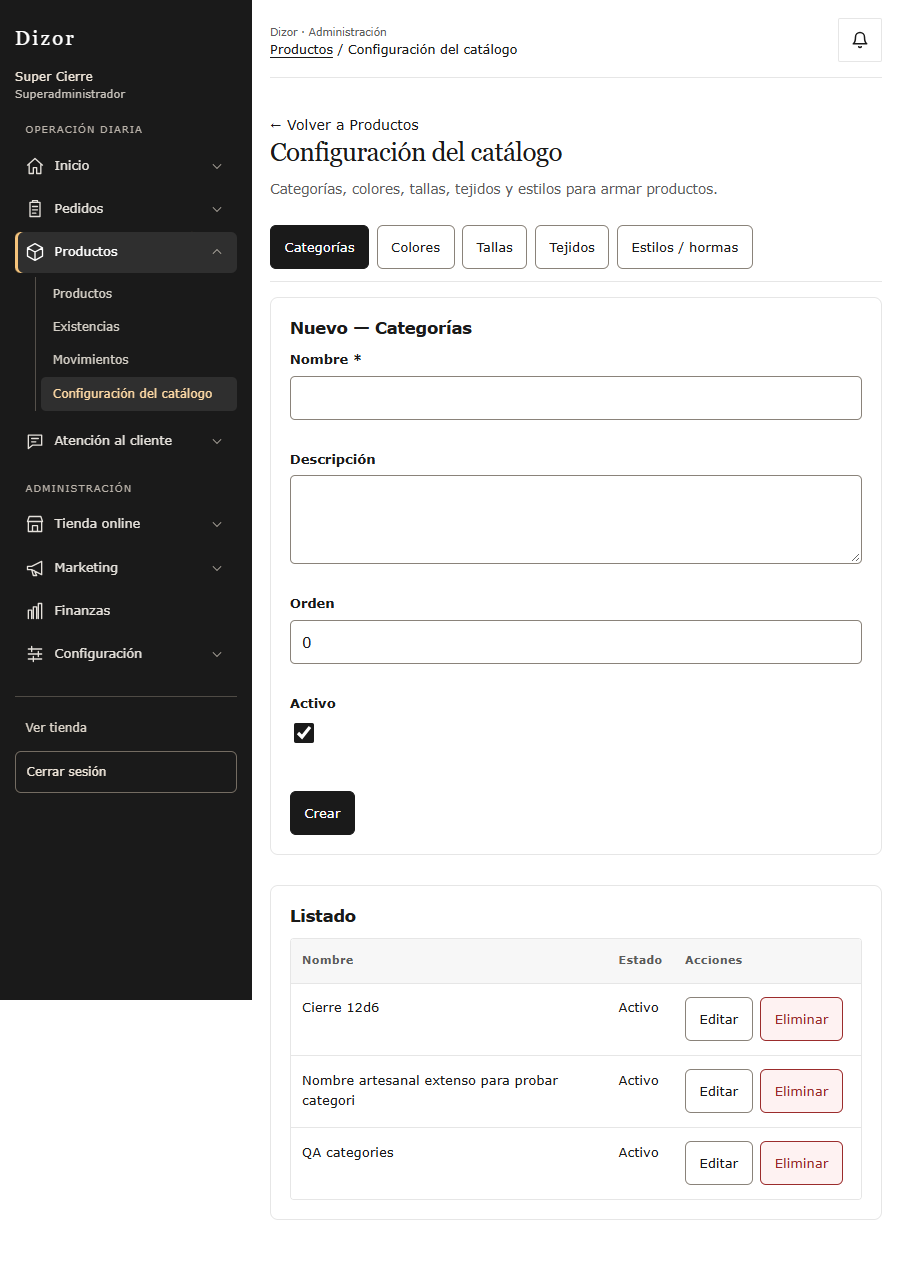 Dizor
Super Cierre
Superadministrador
OPERACIÓN DIARIA
Inicio
Pedidos
Productos
Productos
Existencias
Movimientos
Configuración del catálogo
Atención al cliente
ADMINISTRACIÓN
Tienda online
Marketing
Finanzas
Configuración
Ver tienda
Cerrar sesión
Dizor · Administración
Productos / Configuración del catálogo
← Volver a Productos
Configuración del catálogo
Categorías, colores, tallas, tejidos y estilos para armar productos.
Categorías Colores Tallas Tejidos Estilos / hormas
Nuevo — Categorías
Nombre *
Descripción
Orden
0
Activo
Crear
Listado
Nombre Estado Acciones
Cierre 12d6 Activo Editar Eliminar
Nombre artesanal extenso para probar
categori Activo Editar Eliminar
QA categories Activo Editar Eliminar